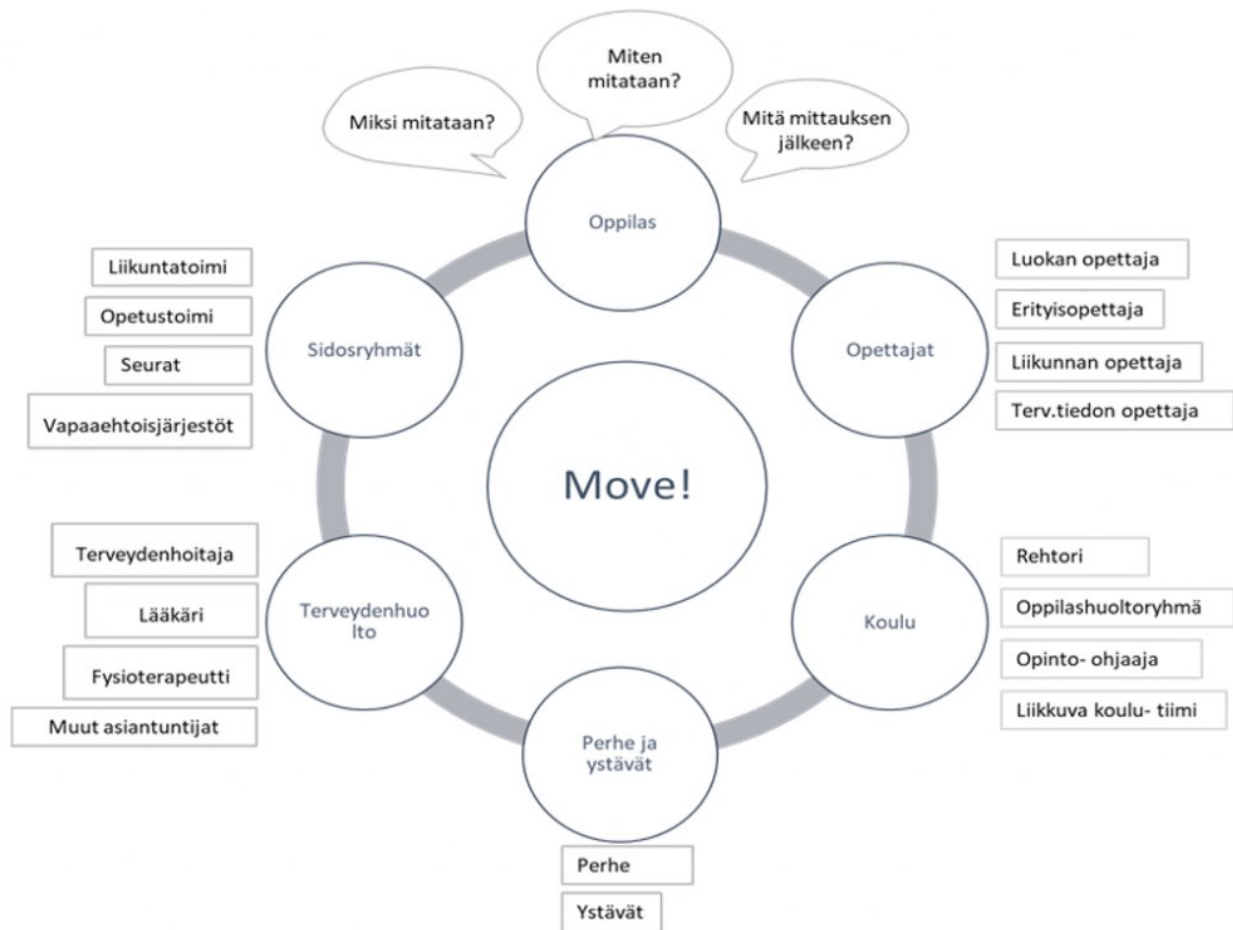 Miten
mitataan?
Miksi mitataan?
Mitä mittauksen
jälkeen?
Oppilas
Liikuntatoimi
Opetustoimi
Seurat
Vapaaehtoisjärjestöt
Sidosryhmät
Opettajat
Luokan opettaja
Erityisopettaja
Liikunnan opettaja
Terv.tiedon opettaja
Move!
Terveydenhoitaja
Lääkäri
Fysioterapeutti
Muut asiantuntijat
Terveydenhuo
lto
Koulu
Rehtori
Oppilashuoltoryhmä
Opinto- ohjaaja
Liikkuva koulu- tiimi
Perhe ja
ystävät
Perhe
Ystävät